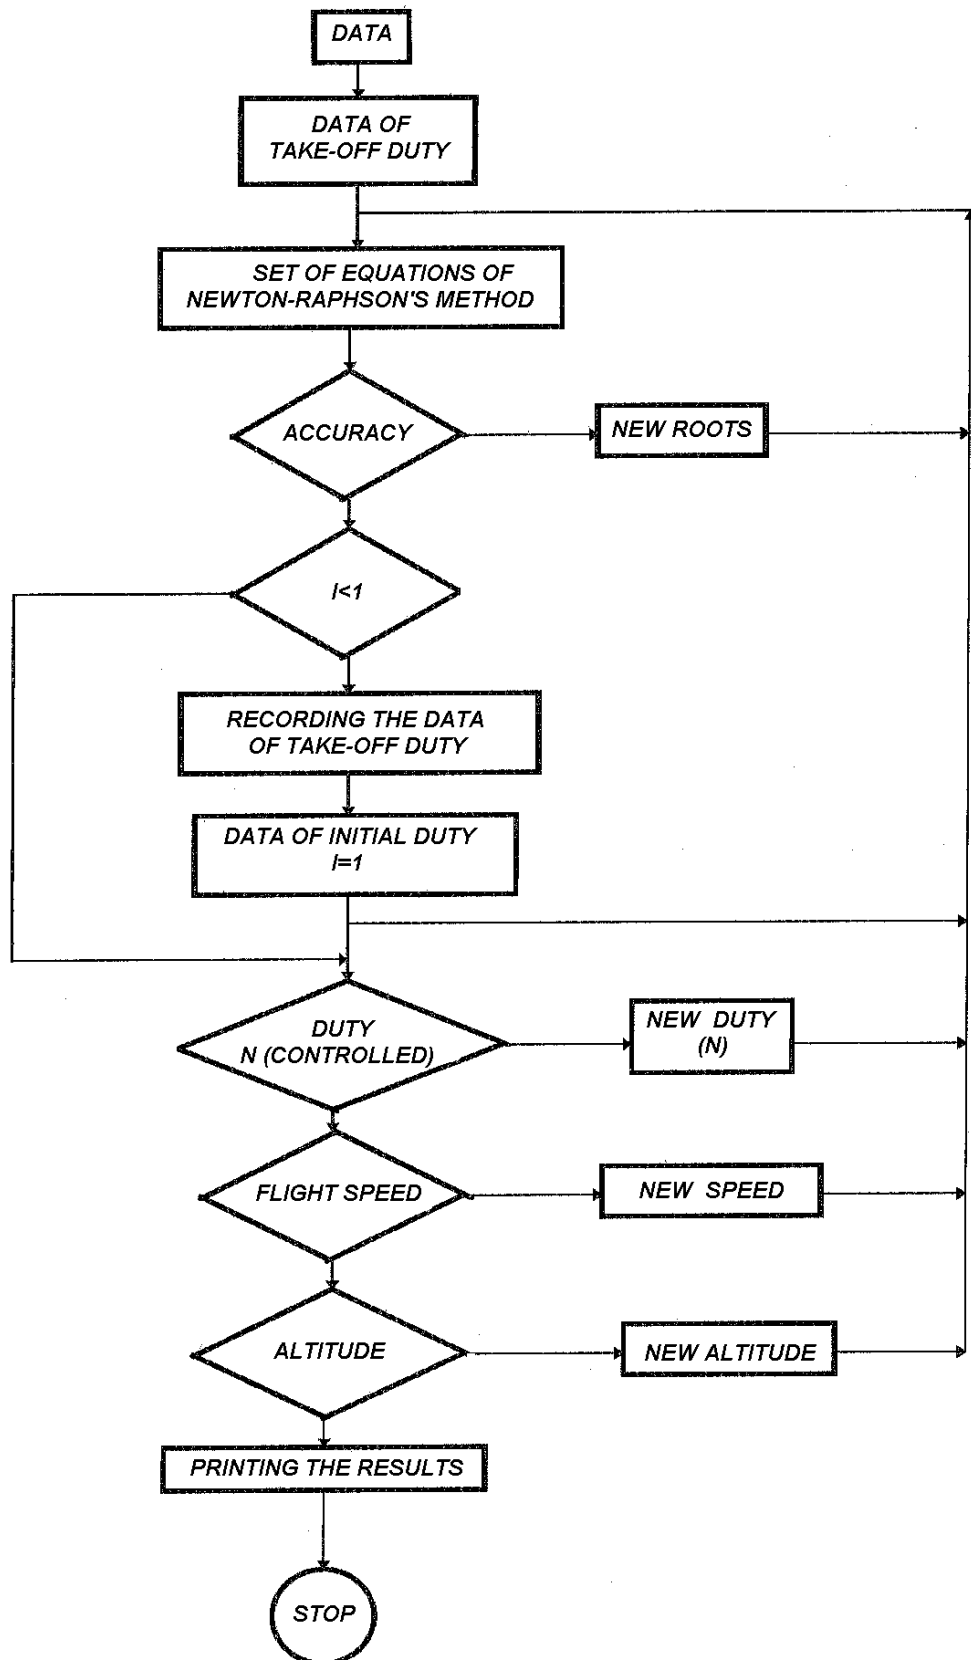 DATA
DATA OF
TAKE-OFF DUTY
SET OF EQUATIONS OF
NEWTON-RAPHSON'S METHOD
ACCURACY
NEW ROOTS
I<1
RECORDING THE DATA
OF TAKE-OFF DUTY
DATA OF INITIAL DUTY
I=1
DUTY
N (CONTROLLED)
NEW DUTY
(N)
FLIGHT SPEED
NEW SPEED
ALTITUDE
NEW ALTITUDE
PRINTING THE RESULTS
STOP